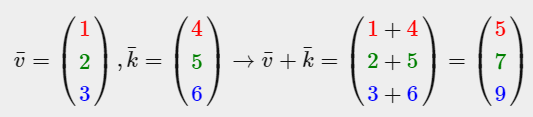 v̄ = (1 2 3), k̄ = (4 5 6) → v̄ + k̄ = (1 + 4 2 + 5 3 + 6) = (5 7 9)